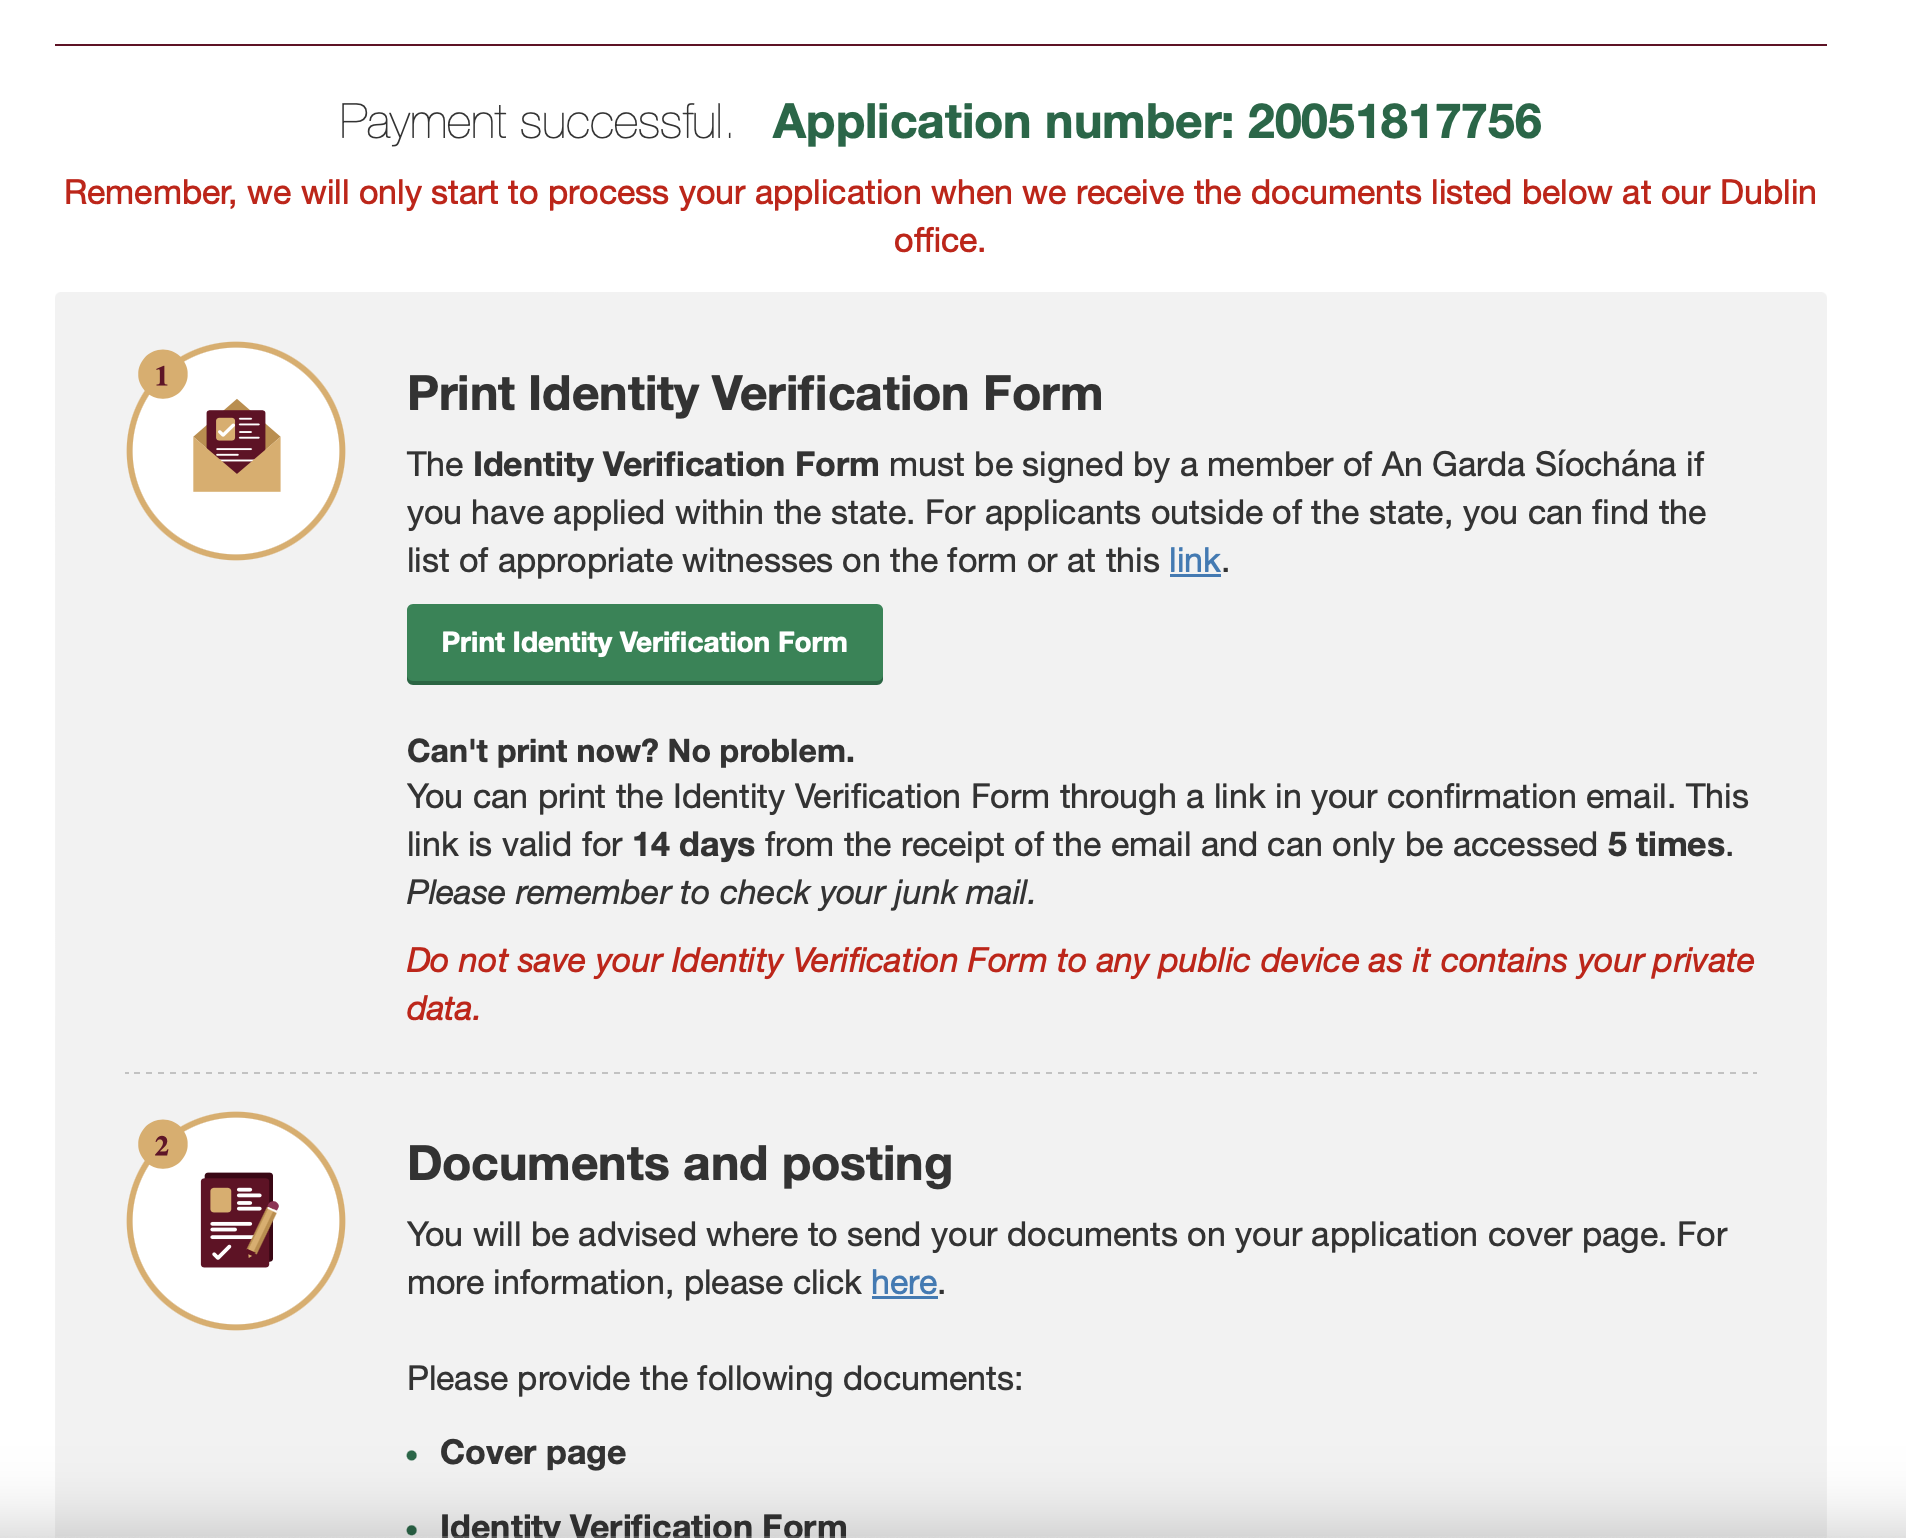 Payment successful. Application number: 20051817756
Remember, we will only start to process your application when we receive the documents listed below at our Dublin
office.
1
Print Identity Verification Form
The Identity Verification Form must be signed by a member of An Garda Síochána if
you have applied within the state. For applicants outside of the state, you can find the
list of appropriate witnesses on the form or at this link.
Print Identity Verification Form
Can't print now? No problem.
You can print the Identity Verification Form through a link in your confirmation email. This
link is valid for 14 days from the receipt of the email and can only be accessed 5 times.
Please remember to check your junk mail.
Do not save your Identity Verification Form to any public device as it contains your private
data.
2
Documents and posting
You will be advised where to send your documents on your application cover page. For
more information, please click here.
Please provide the following documents:
• Cover page
• Identity Verification Form